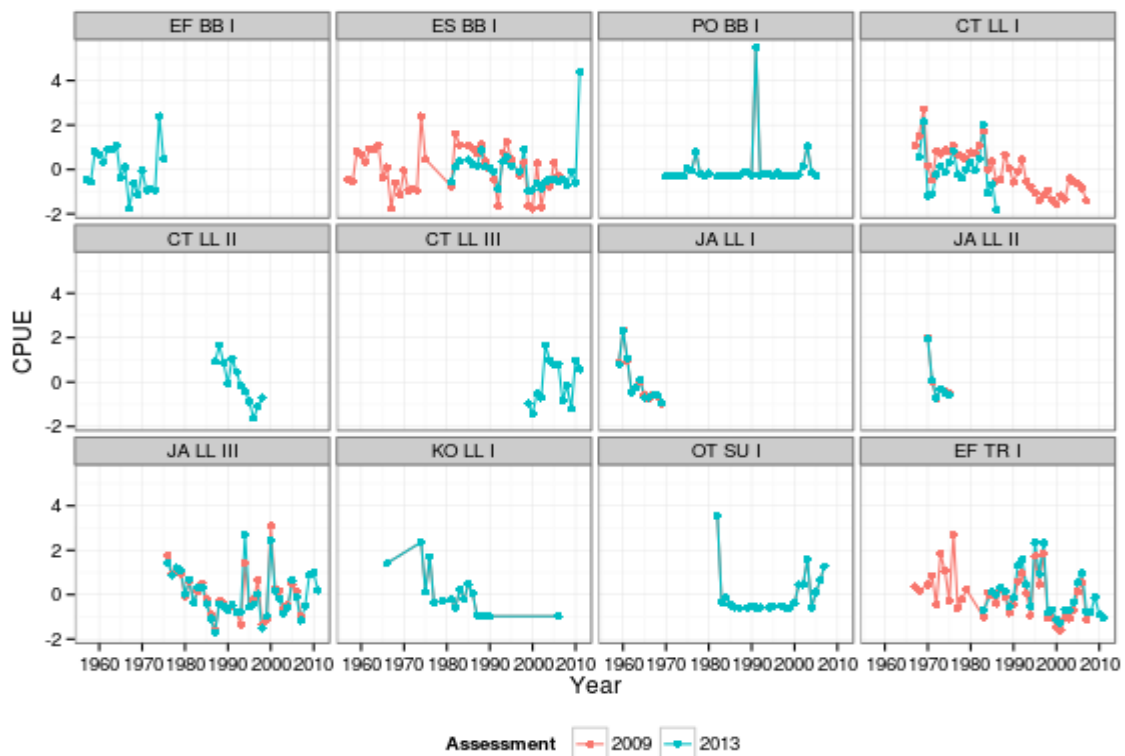 EF BB I
ES BB I
PO BB I
CT LL I
4
2
0
-2
CT LL II
CT LL III
JA LL I
JA LL II
4
2
0
-2
CPUE
JA LL III
KO LL I
OT SU I
EF TR I
4
2
0
-2
1960 1970 1980 1990 2000 2010
1960 1970 1980 1990 2000 2010
1960 1970 1980 1990 2000 2010
1960 1970 1980 1990 2000 2010
Year
Assessment 2009 2013